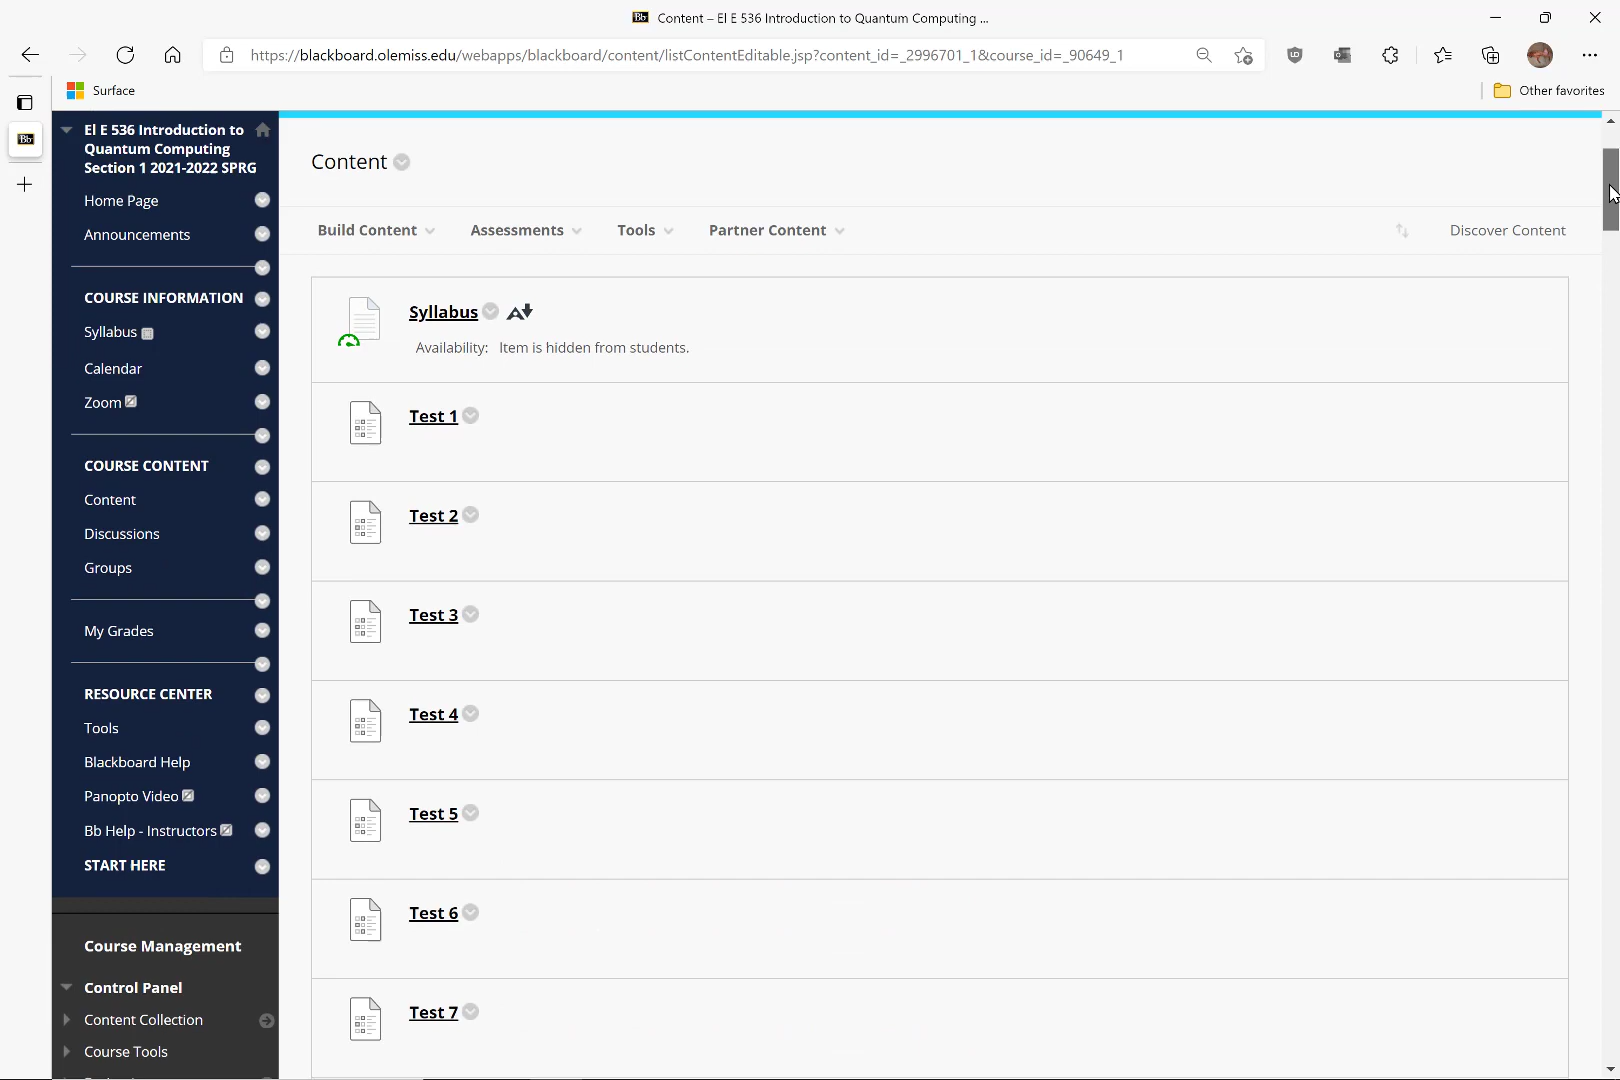 Content – El E 536 Introduction to Quantum Computing ...
https://blackboard.olemiss.edu/webapps/blackboard/content/listContentEditable.jsp?content_id=_2996701_1&course_id=_90649_1
Surface
Other favorites
Bb
El E 536 Introduction to
Quantum Computing
Section 1 2021-2022 SPRG
Home Page
Announcements
COURSE INFORMATION
Syllabus
Calendar
Zoom
COURSE CONTENT
Content
Discussions
Groups
My Grades
RESOURCE CENTER
Tools
Blackboard Help
Panopto Video
Bb Help - Instructors
START HERE
Course Management
Control Panel
Content Collection
Course Tools
Content
Build Content
Assessments
Tools
Partner Content
Discover Content
Syllabus
Availability: Item is hidden from students.
Test 1
Test 2
Test 3
Test 4
Test 5
Test 6
Test 7